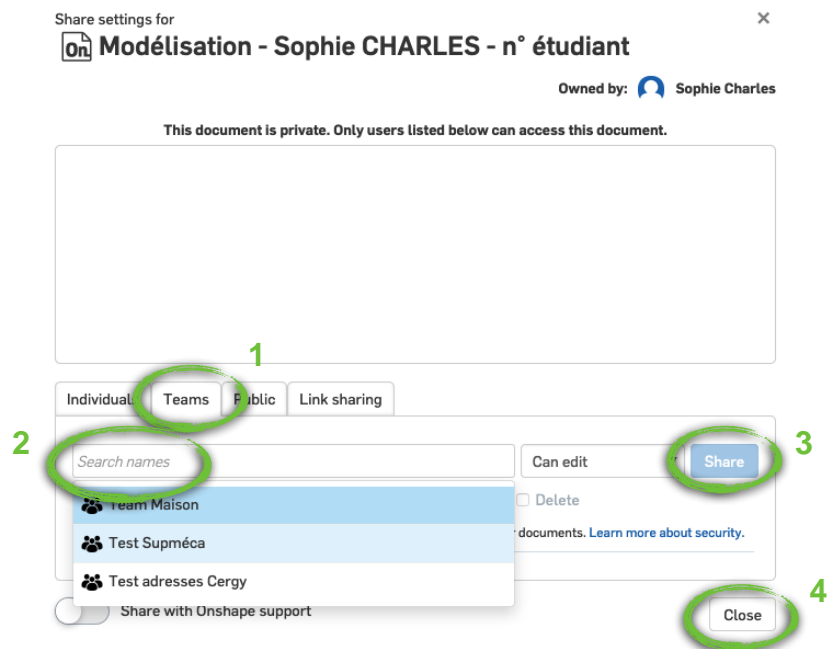 Share settings for
×
On Modélisation - Sophie CHARLES - n° étudiant
Owned by: Sophie Charles
This document is private. Only users listed below can access this document.
1
Individuals Teams Public Link sharing
2
Search names Can edit Share 3
Team Maison Delete
Test Supméca documents. Learn more about security.
Test adresses Cergy
4
Share with Onshape support Close